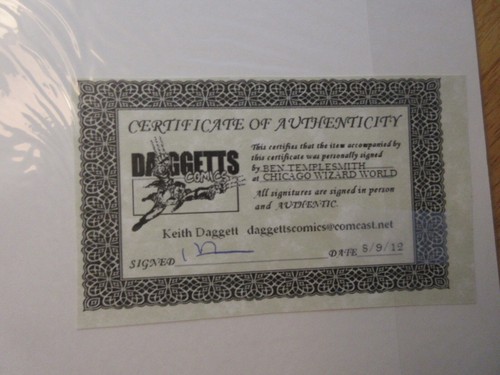 CERTIFICATE OF AUTHENTICITY
DAGGETTS
COMICS
This certifies that the item accompanied by
this certificate was personally signed
by BEN TEMPLESMITH
at CHICAGO WIZARD WORLD
All signitures are signed in person
and AUTHENTIC.
Keith Daggett daggettscomics@comcast.net
SIGNED
DATE 8/9/12